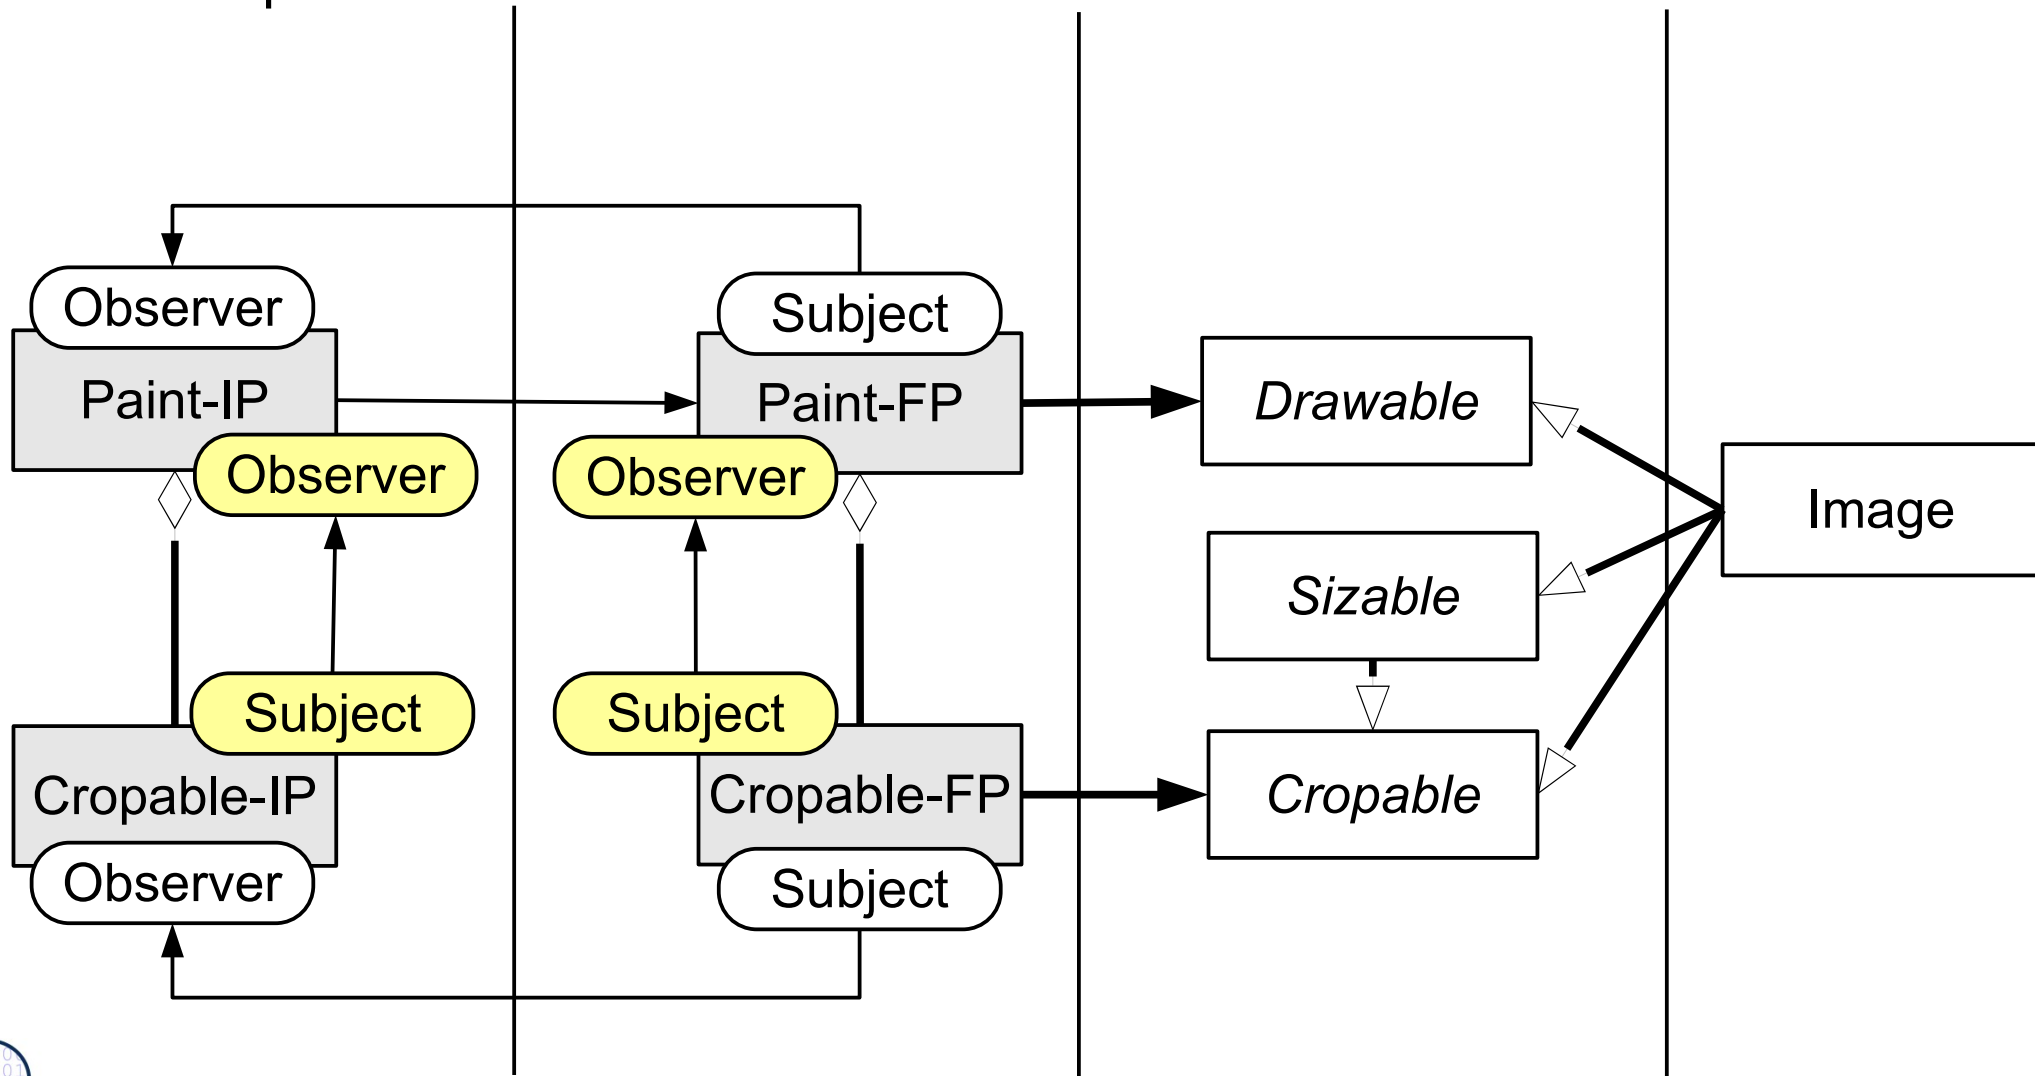 Observer
Subject
Paint-IP
Paint-FP
Drawable
Observer
Observer
Image
Sizable
Subject
Subject
Cropable-IP
Cropable-FP
Cropable
Observer
Subject